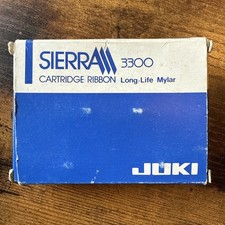 SIERRA 3300
CARTRIDGE RIBBON Long-Life Mylar
JUKI